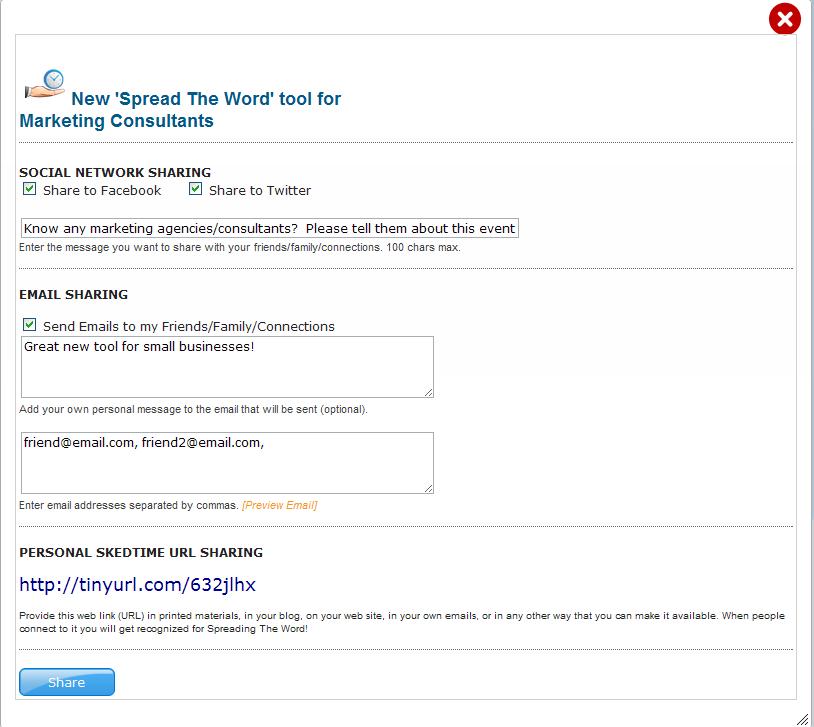 New 'Spread The Word' tool for
Marketing Consultants
SOCIAL NETWORK SHARING
Share to Facebook Share to Twitter
Know any marketing agencies/consultants?  Please tell them about this event
Enter the message you want to share with your friends/family/connections. 100 chars max.
EMAIL SHARING
Send Emails to my Friends/Family/Connections
Great new tool for small businesses!
Add your own personal message to the email that will be sent (optional).
friend@email.com, friend2@email.com,
Enter email addresses separated by commas. [Preview Email]
PERSONAL SKEDTIME URL SHARING
http://tinyurl.com/632jlhx
Provide this web link (URL) in printed materials, in your blog, on your web site, in your own emails, or in any other way that you can make it available. When people
connect to it you will get recognized for Spreading The Word!
Share